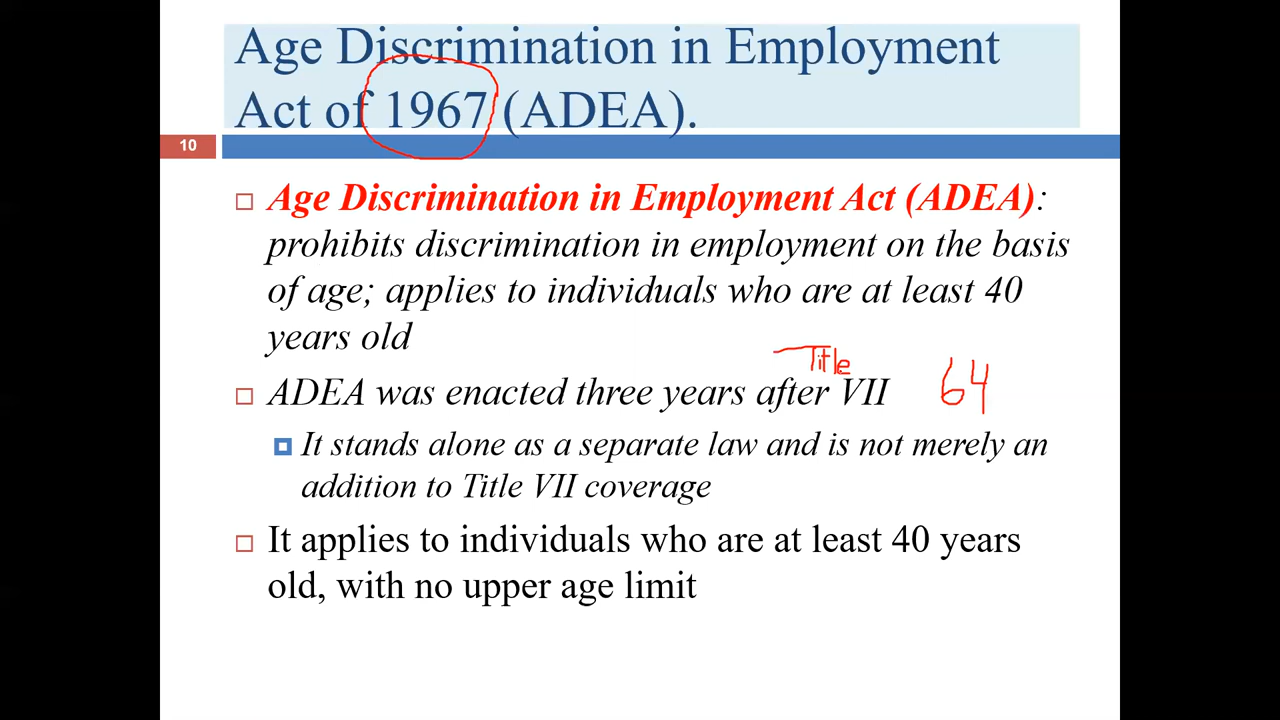 Age Discrimination in Employment
Act of 1967 (ADEA).
10
Age Discrimination in Employment Act (ADEA):
prohibits discrimination in employment on the basis
of age; applies to individuals who are at least 40
years old
Title
ADEA was enacted three years after VII 64
It stands alone as a separate law and is not merely an
addition to Title VII coverage
It applies to individuals who are at least 40 years
old, with no upper age limit